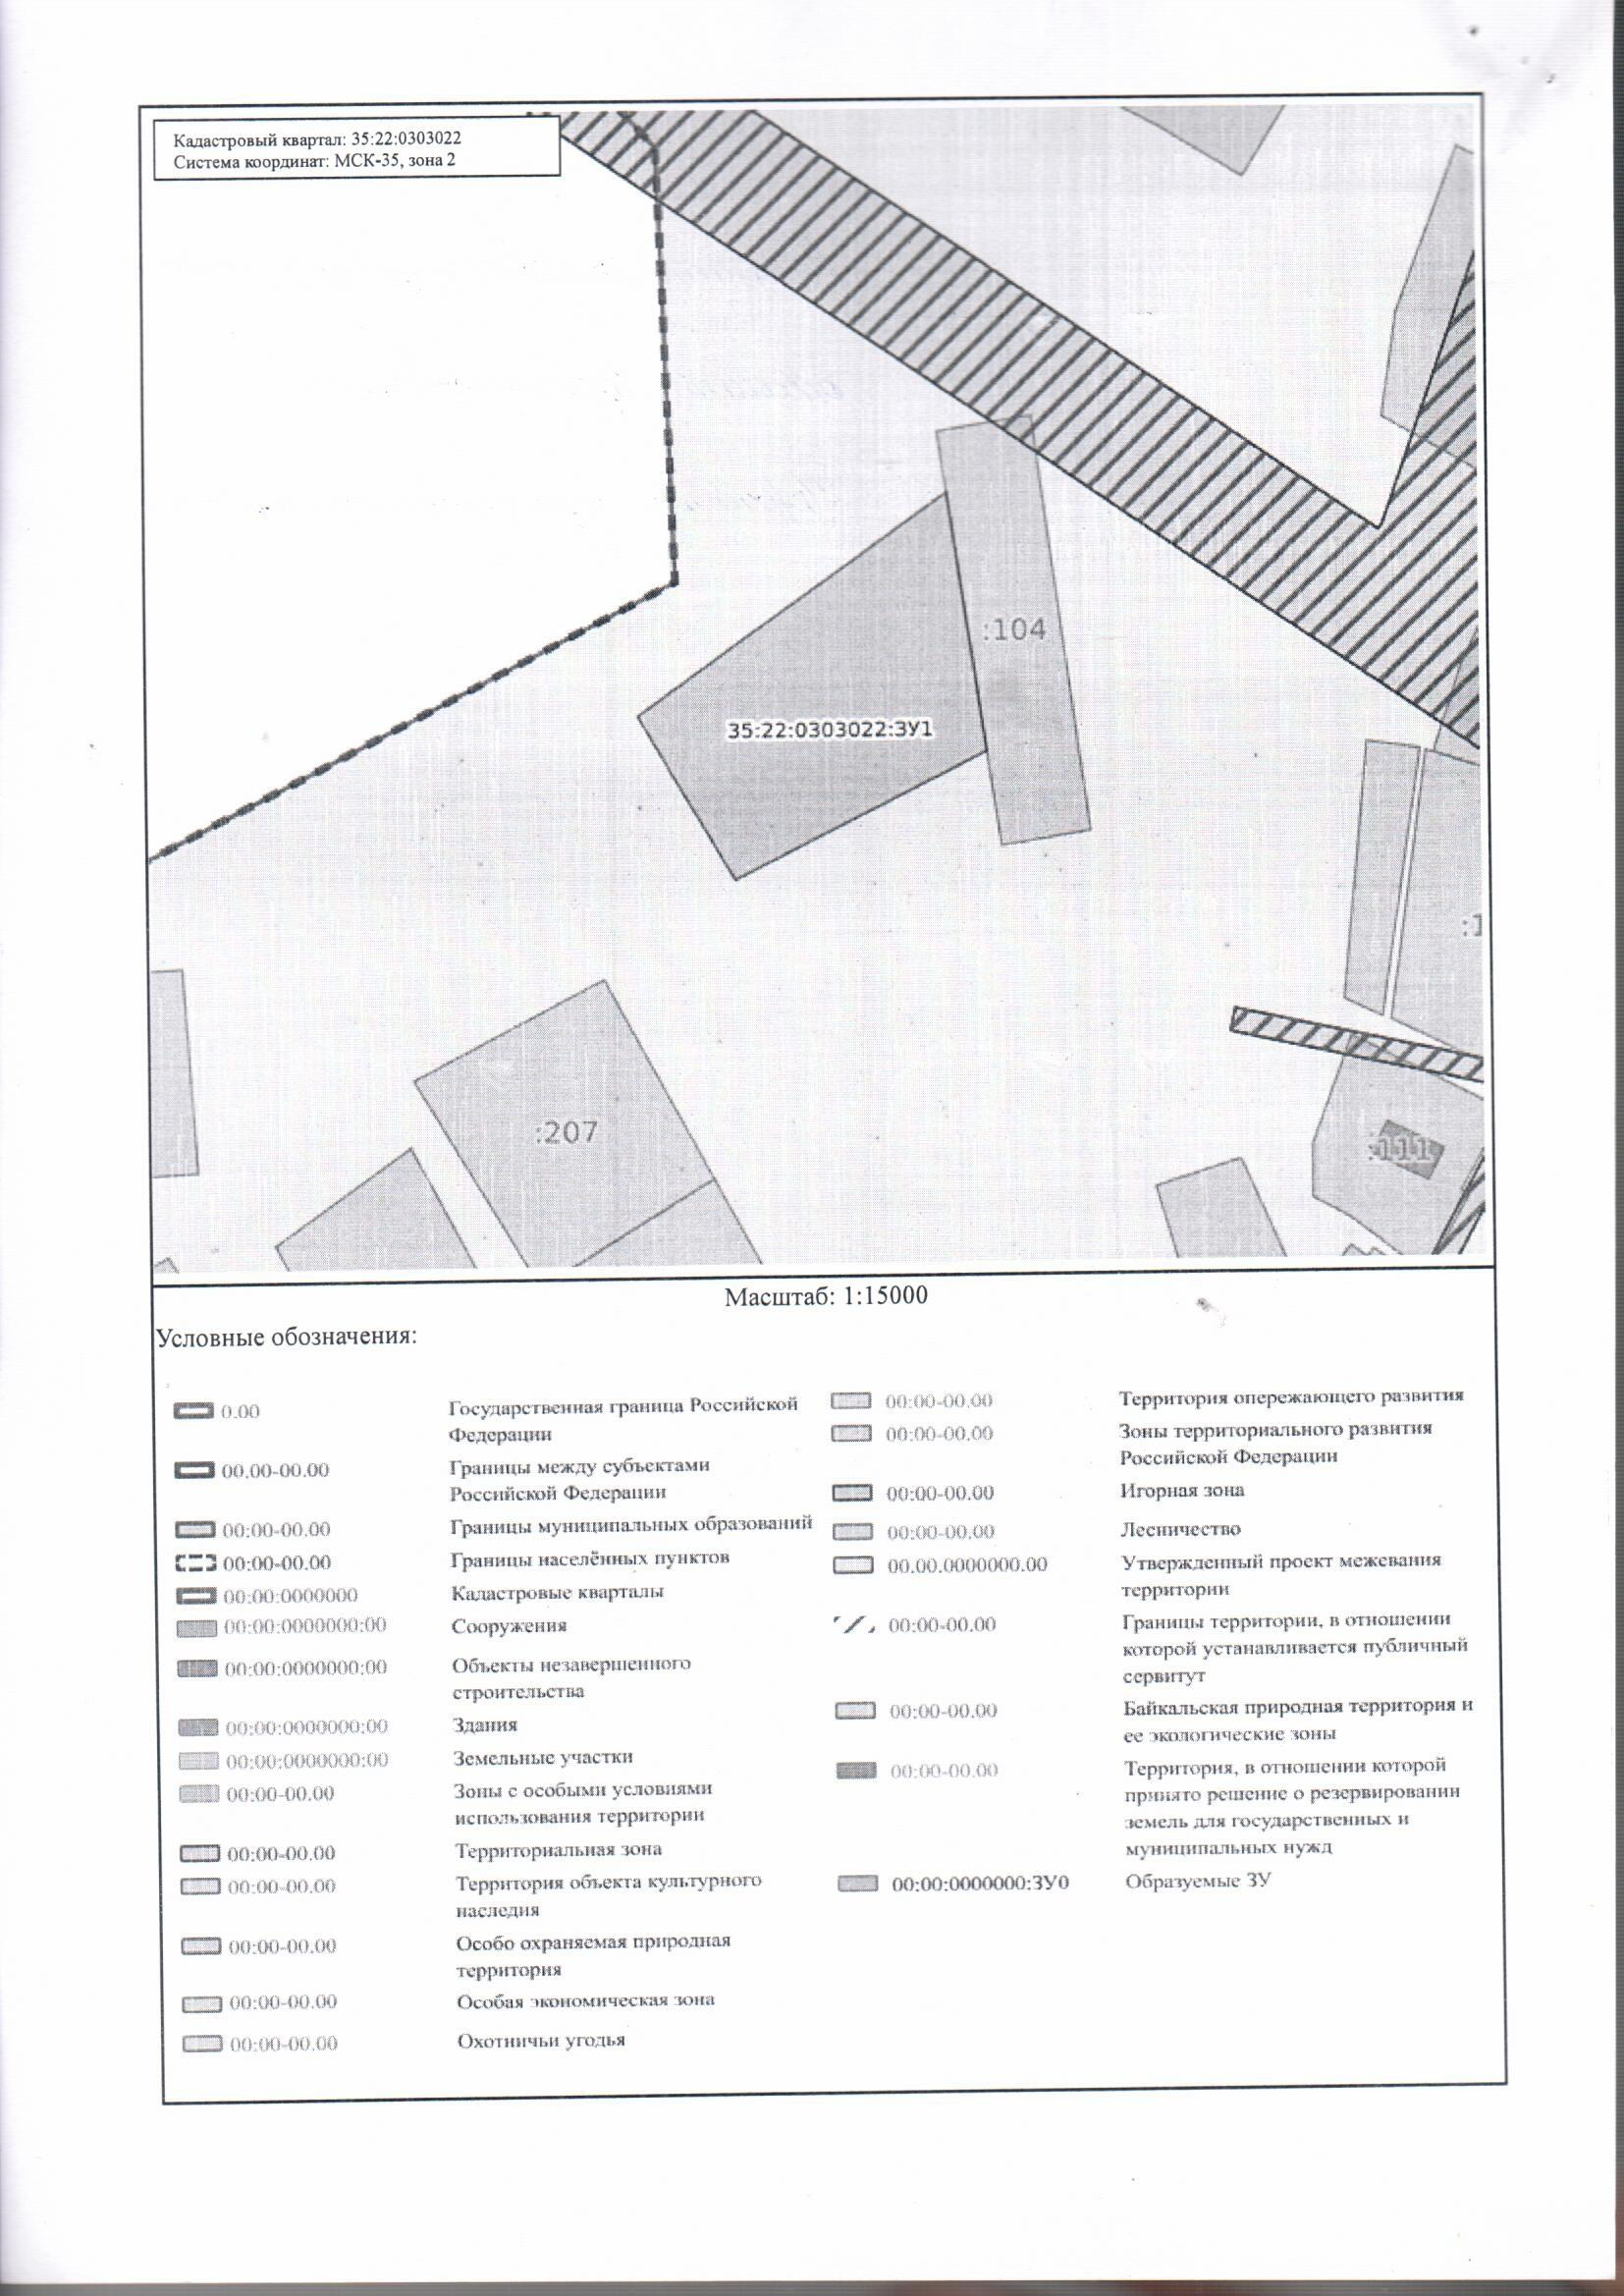 Кадастровый квартал: 35:22:0303022
Система координат: МСК-35, зона 2
:104
35:22:0303022:ЗУ1
:207
:111
Масштаб: 1:15000
Условные обозначения:
0.00 Государственная граница Российской
Федерации
00.00-00.00 Границы между субъектами
Российской Федерации
00:00-00.00 Границы муниципальных образований
00:00-00.00 Границы населённых пунктов
00:00:0000000 Кадастровые кварталы
00:00:0000000:00 Сооружения
00:00:0000000:00 Объекты незавершенного
строительства
00:00:0000000:00 Здания
00:00:0000000:00 Земельные участки
00:00-00.00 Зоны с особыми условиями
использования территории
00:00-00.00 Территориальная зона
00:00-00.00 Территория объекта культурного
наследия
00:00-00.00 Особо охраняемая природная
территория
00:00-00.00 Особая экономическая зона
00:00-00.00 Охотничьи угодья
00:00-00.00 Территория опережающего развития
00:00-00.00 Зоны территориального развития
Российской Федерации
00:00-00.00 Игорная зона
00:00-00.00 Лесничество
00.00.0000000.00 Утвержденный проект межевания
территории
00:00-00.00 Границы территории, в отношении
которой устанавливается публичный
сервитут
00:00-00.00 Байкальская природная территория и
ее экологические зоны
00:00-00.00 Территория, в отношении которой
принято решение о резервировании
земель для государственных и
муниципальных нужд
00:00:0000000:ЗУ0 Образуемые ЗУ